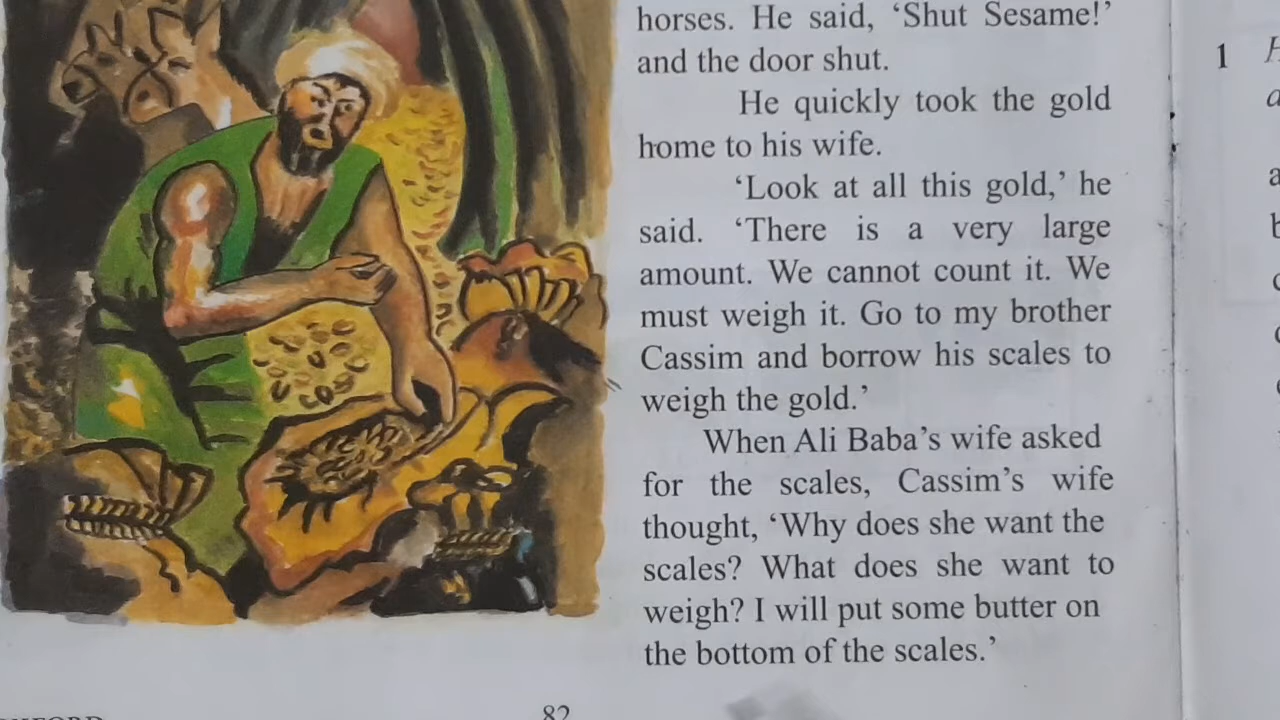 horses. He said, ‘Shut Sesame!’
and the door shut.
He quickly took the gold
home to his wife.
‘Look at all this gold,’ he
said. ‘There is a very large
amount. We cannot count it. We
must weigh it. Go to my brother
Cassim and borrow his scales to
weigh the gold.’
When Ali Baba’s wife asked
for the scales, Cassim’s wife
thought, ‘Why does she want the
scales? What does she want to
weigh? I will put some butter on
the bottom of the scales.’
82
1